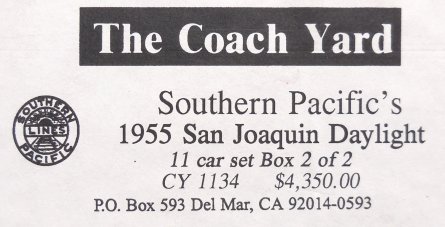 The Coach Yard
SOUTHERN
LINES
PACIFIC
Southern Pacific's
1955 San Joaquin Daylight
11 car set Box 2 of 2
CY 1134 $4,350.00
P.O. Box 593 Del Mar, CA 92014-0593